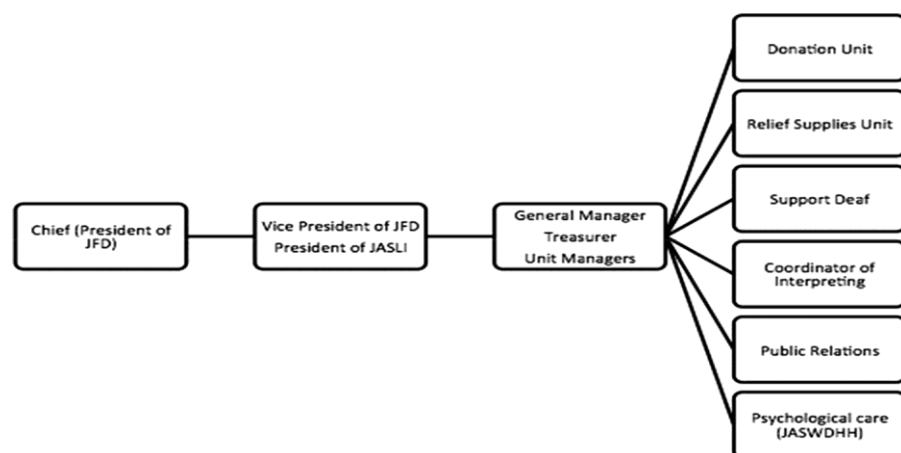 Chief (President of
JFD)
Vice President of JFD
President of JASLI
General Manager
Treasurer
Unit Managers
Donation Unit
Relief Supplies Unit
Support Deaf
Coordinator of
Interpreting
Public Relations
Psychological care
(JASWDHH)